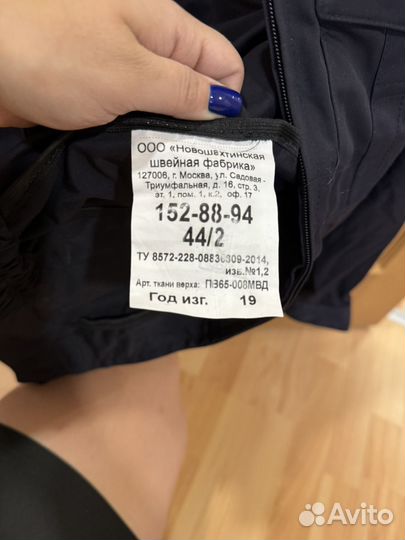 ООО «Новошахтинская
швейная фабрика»
127006, г. Москва, ул. Садовая -
Триумфальная, д. 16, стр. 3,
эт. 1, пом. 1, к.2, оф. 17
152-88-94
44/2
ТУ 8572-228-08836309-2014,
изв.№1,2
Арт. ткани верха: ПВ65-008МВД
Год изг. 19
Avito